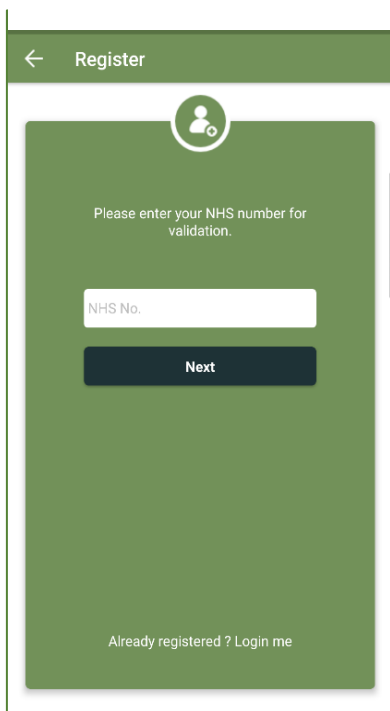 Register
Please enter your NHS number for
validation.
NHS No.
Next
Already registered ? Login me